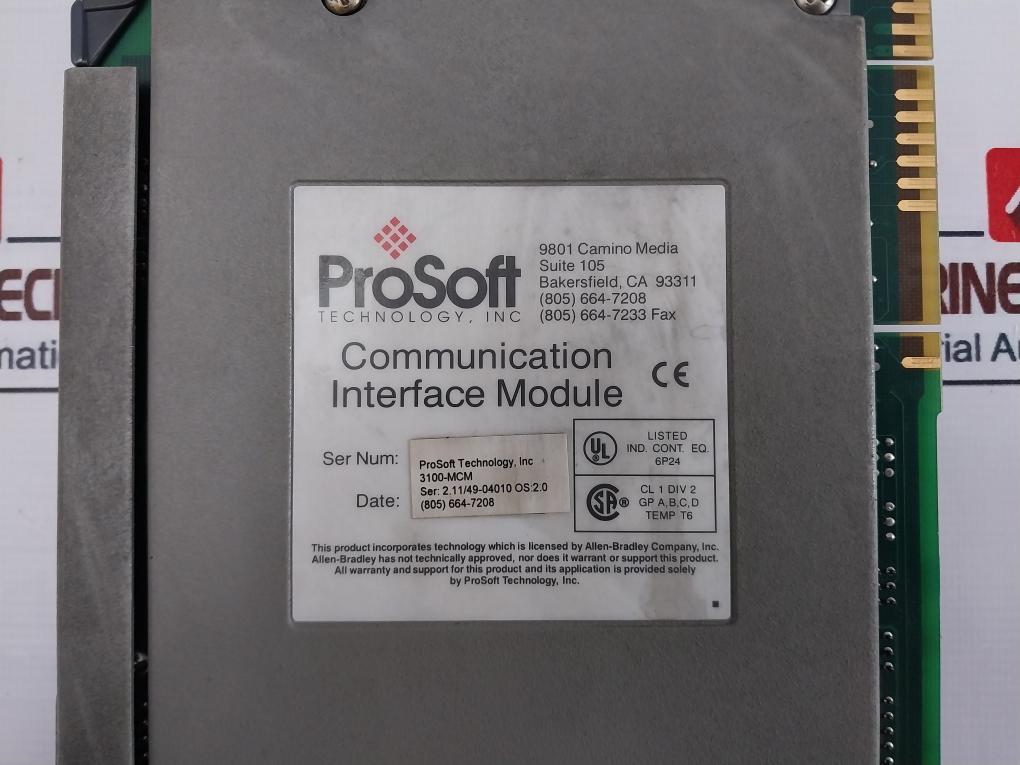 ProSoft
TECHNOLOGY, INC
9801 Camino Media
Suite 105
Bakersfield, CA 93311
(805) 664-7208
(805) 664-7233 Fax
Communication
Interface Module
CE
Ser Num:
Date:
ProSoft Technology, Inc
3100-MCM
Ser: 2.11/49-04010 OS:2.0
(805) 664-7208
UL
LISTED
IND. CONT. EQ.
6P24
SA
CL 1 DIV 2
GP A,B,C,D
TEMP T6
This product incorporates technology which is licensed by Allen-Bradley Company, Inc.
Allen-Bradley has not technically approved, nor does it warrant or support this product.
All warranty and support for this product and its application is provided solely
by ProSoft Technology, Inc.